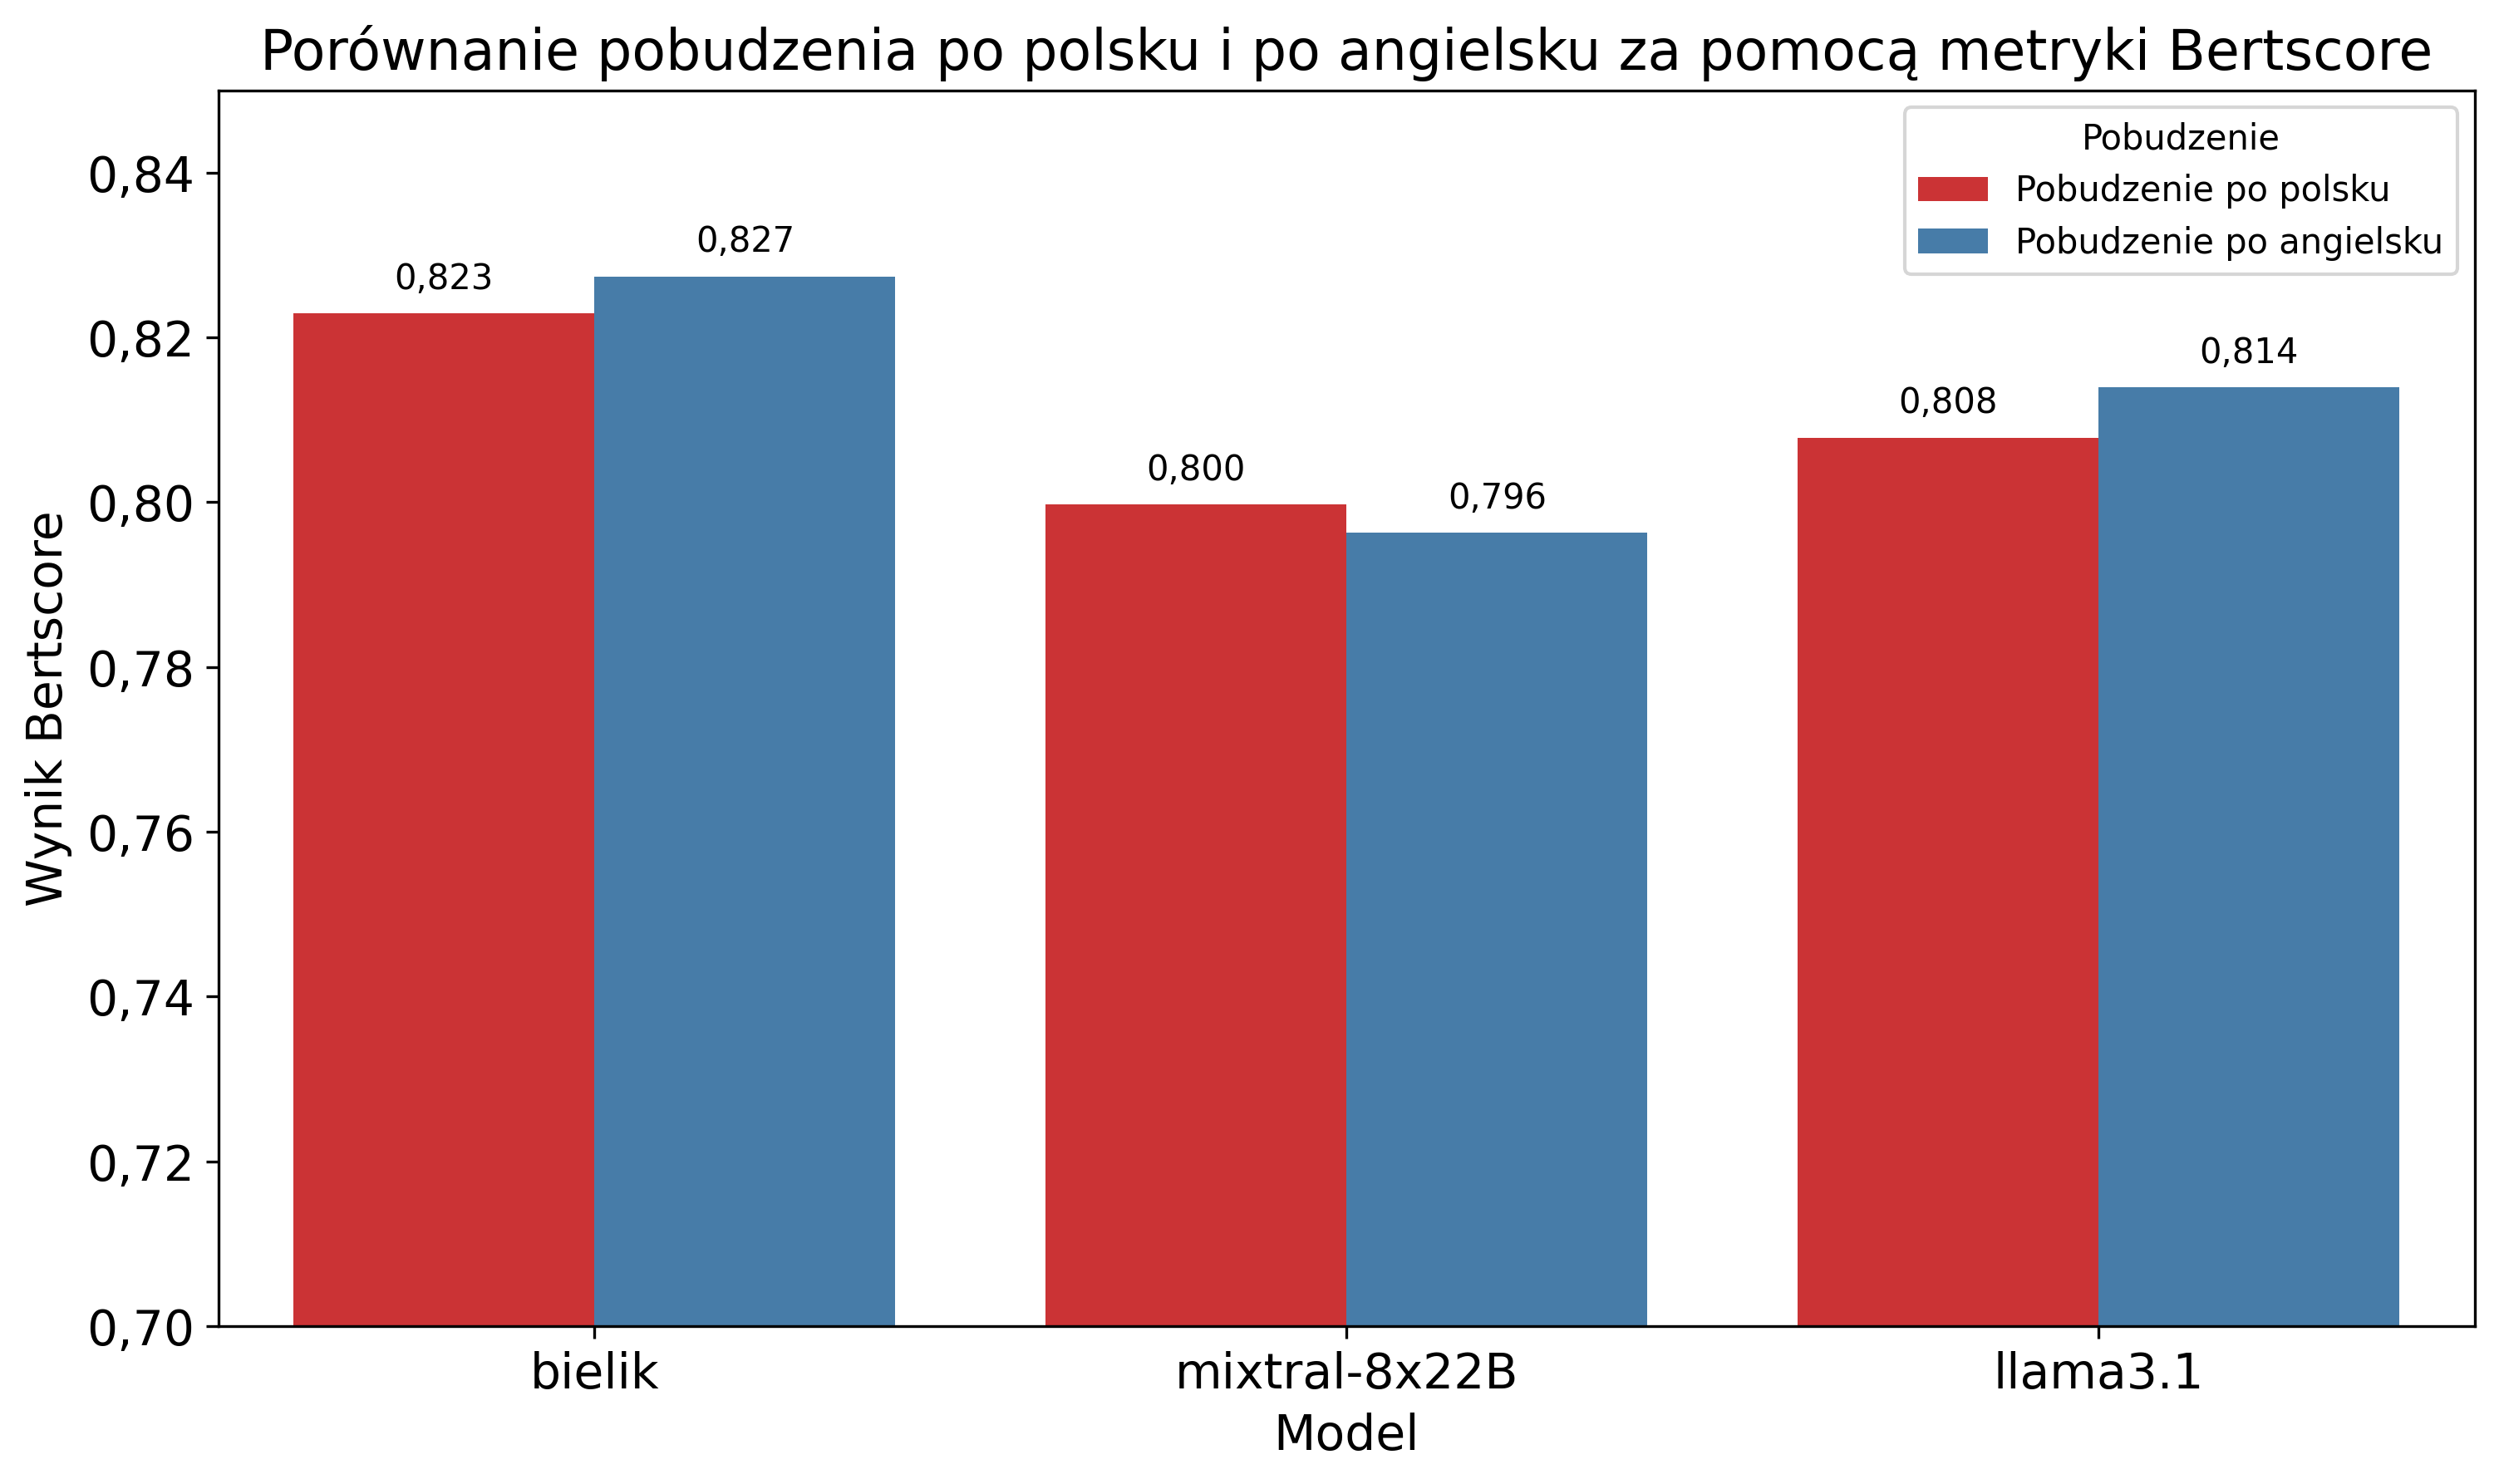 Porównanie pobudzenia po polsku i po angielsku za pomocą metryki Bertscore
Pobudzenie
Pobudzenie po polsku
Pobudzenie po angielsku
Wynik Bertscore
0,84
0,82
0,80
0,78
0,76
0,74
0,72
0,70
0,823
0,827
0,800
0,796
0,808
0,814
bielik
mixtral-8x22B
llama3.1
Model